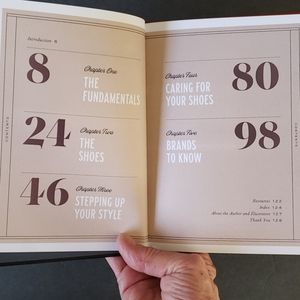 Introduction 6
8
Chapter One
THE
FUNDAMENTALS
24
Chapter Two
THE
SHOES
46
Chapter Three
STEPPING UP
YOUR STYLE
CONTENTS
Chapter Four
CARING FOR
YOUR SHOES
80
Chapter Five
BRANDS
TO KNOW
98
Resources 122
Index 126
About the Author and Illustrator 127
Thank You 128